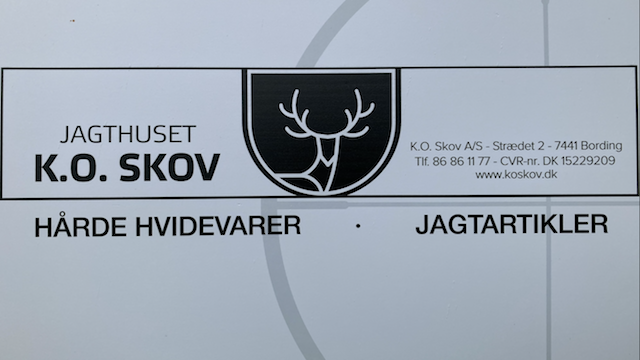 JAGTHUSET
K.O. SKOV
K.O. Skov A/S - Strædet 2 - 7441 Bording
Tlf. 86 86 11 77 - CVR-nr. DK 15229209
www.koskov.dk
HÅRDE HVIDEVARER · JAGTARTIKLER